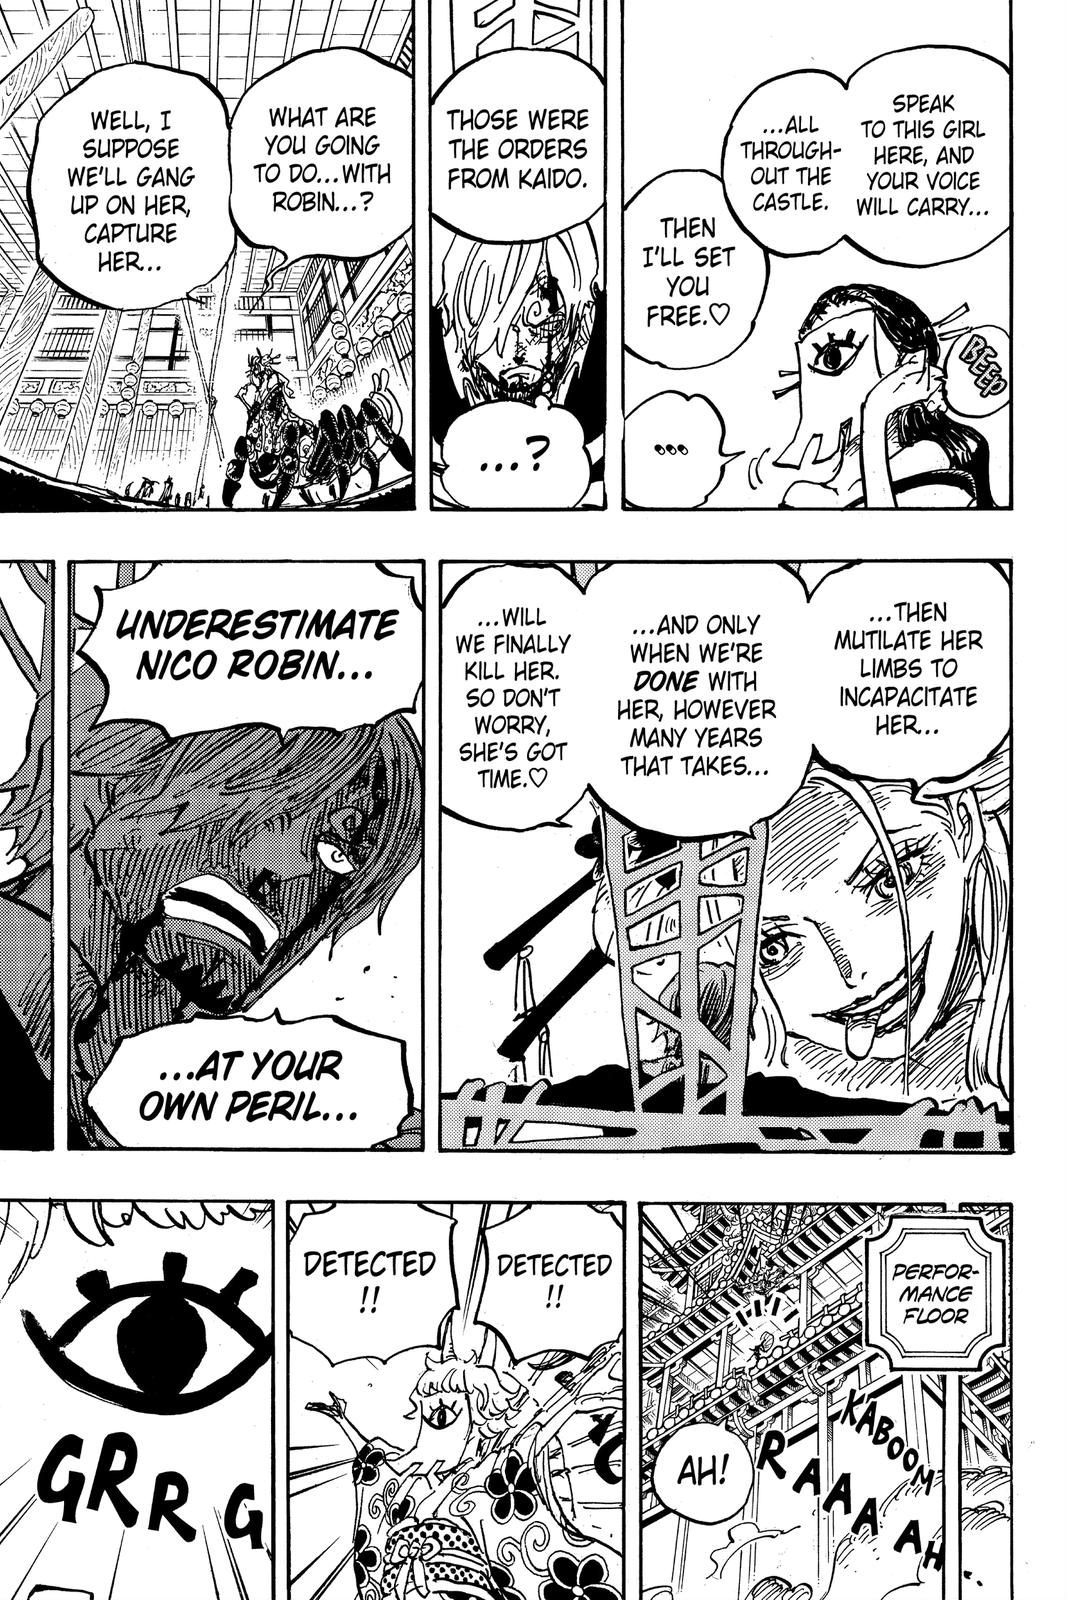 SPEAK
TO THIS GIRL
HERE, AND
YOUR VOICE
WILL CARRY...
...ALL
THROUGH-
OUT THE
CASTLE.
THEN
I'LL SET
YOU
FREE.♡
BEEP
...
THOSE WERE
THE ORDERS
FROM KAIDO.
...?
WHAT ARE
YOU GOING
TO DO...WITH
ROBIN...?
WELL, I
SUPPOSE
WE'LL GANG
UP ON HER,
CAPTURE
HER...
...THEN
MUTILATE HER
LIMBS TO
INCAPACITATE
HER...
...AND ONLY
WHEN WE'RE
DONE WITH
HER, HOWEVER
MANY YEARS
THAT TAKES...
...WILL
WE FINALLY
KILL HER.
SO DON'T
WORRY,
SHE'S GOT
TIME.♡
UNDERESTIMATE
NICO ROBIN...
...AT YOUR
OWN PERIL...
PERFOR-
MANCE
FLOOR
KABOOM
RAAAAH...
AH!
DETECTED
!!
DETECTED
!!
GRRG